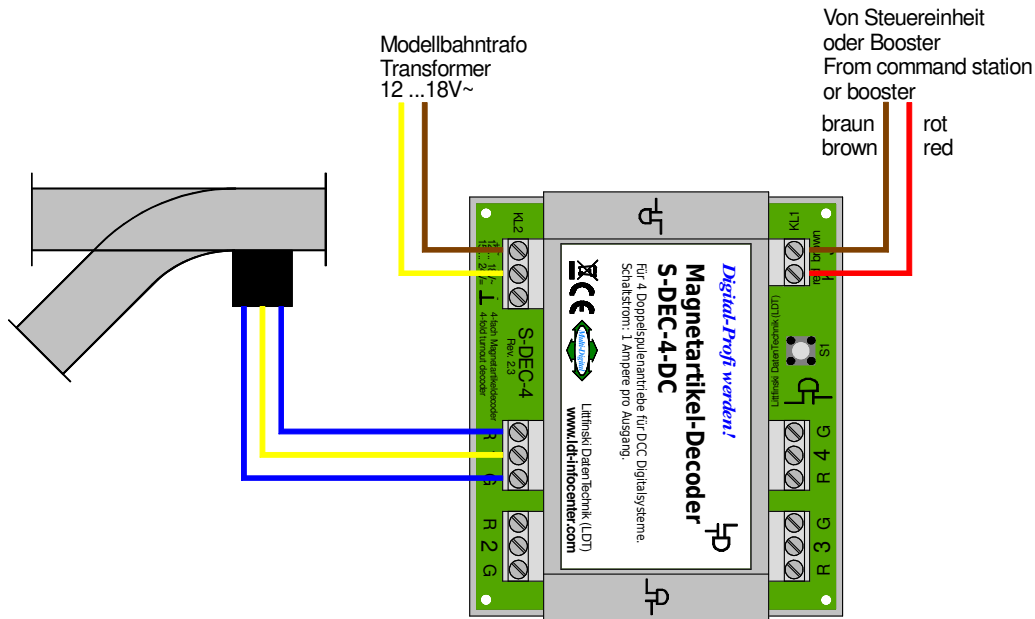 Modellbahntrafo
Transformer
12 ...18V~
Von Steuereinheit
oder Booster
From command station
or booster
braun
brown
rot
red
KL2
KL1
S-DEC-4
Rev. 2.3
4-fach Magnetartikeldecoder
4-fold turnout decoder
R
G
R 2 G
Digital-Profi werden!
Magnetartikel-Decoder
S-DEC-4-DC
Für 4 Doppelspulenantriebe für DCC Digitalsysteme.
Schaltstrom: 1 Ampere pro Ausgang.
CE
Multi-Digital
Littfinski DatenTechnik (LDT)
www.ldt-infocenter.com
S1
Littfinski DatenTechnik (LDT)
R 4 G
R 3 G